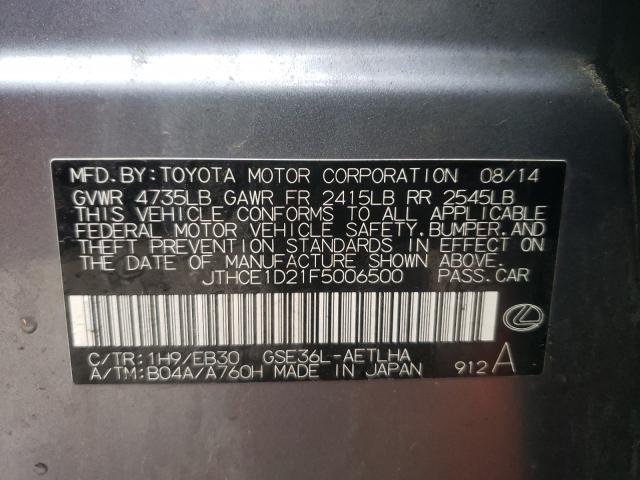 MFD.BY:TOYOTA MOTOR CORPORATION 08/14
GVWR 4735LB GAWR FR 2415LB RR 2545LB
THIS VEHICLE CONFORMS TO ALL APPLICABLE
FEDERAL MOTOR VEHICLE SAFETY,BUMPER,AND
THEFT PREVENTION STANDARDS IN EFFECT ON
THE DATE OF MANUFACTURE SHOWN ABOVE.
JTHCE1D21F5006500 PASS.CAR
C/TR:1H9/EB30 GSE36L-AETLHA
A/TM:B04A/A760H MADE IN JAPAN 912A